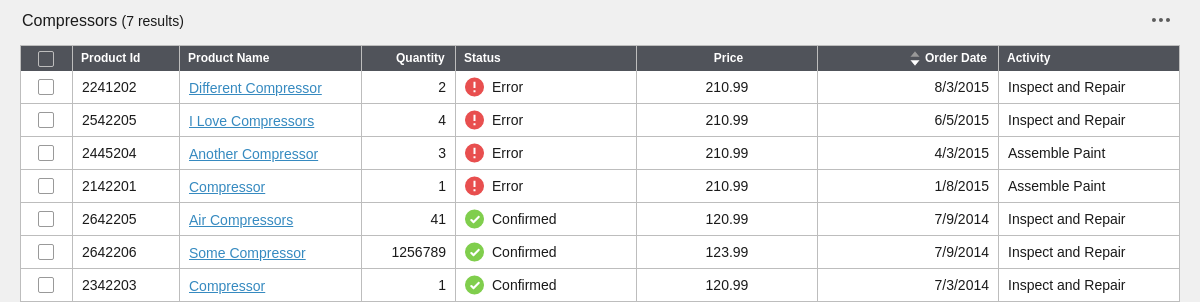 Compressors (7 results)
Product Id Product Name Quantity Status Price Order Date Activity
2241202 Different Compressor 2 Error 210.99 8/3/2015 Inspect and Repair
2542205 I Love Compressors 4 Error 210.99 6/5/2015 Inspect and Repair
2445204 Another Compressor 3 Error 210.99 4/3/2015 Assemble Paint
2142201 Compressor 1 Error 210.99 1/8/2015 Assemble Paint
2642205 Air Compressors 41 Confirmed 120.99 7/9/2014 Inspect and Repair
2642206 Some Compressor 1256789 Confirmed 123.99 7/9/2014 Inspect and Repair
2342203 Compressor 1 Confirmed 120.99 7/3/2014 Inspect and Repair